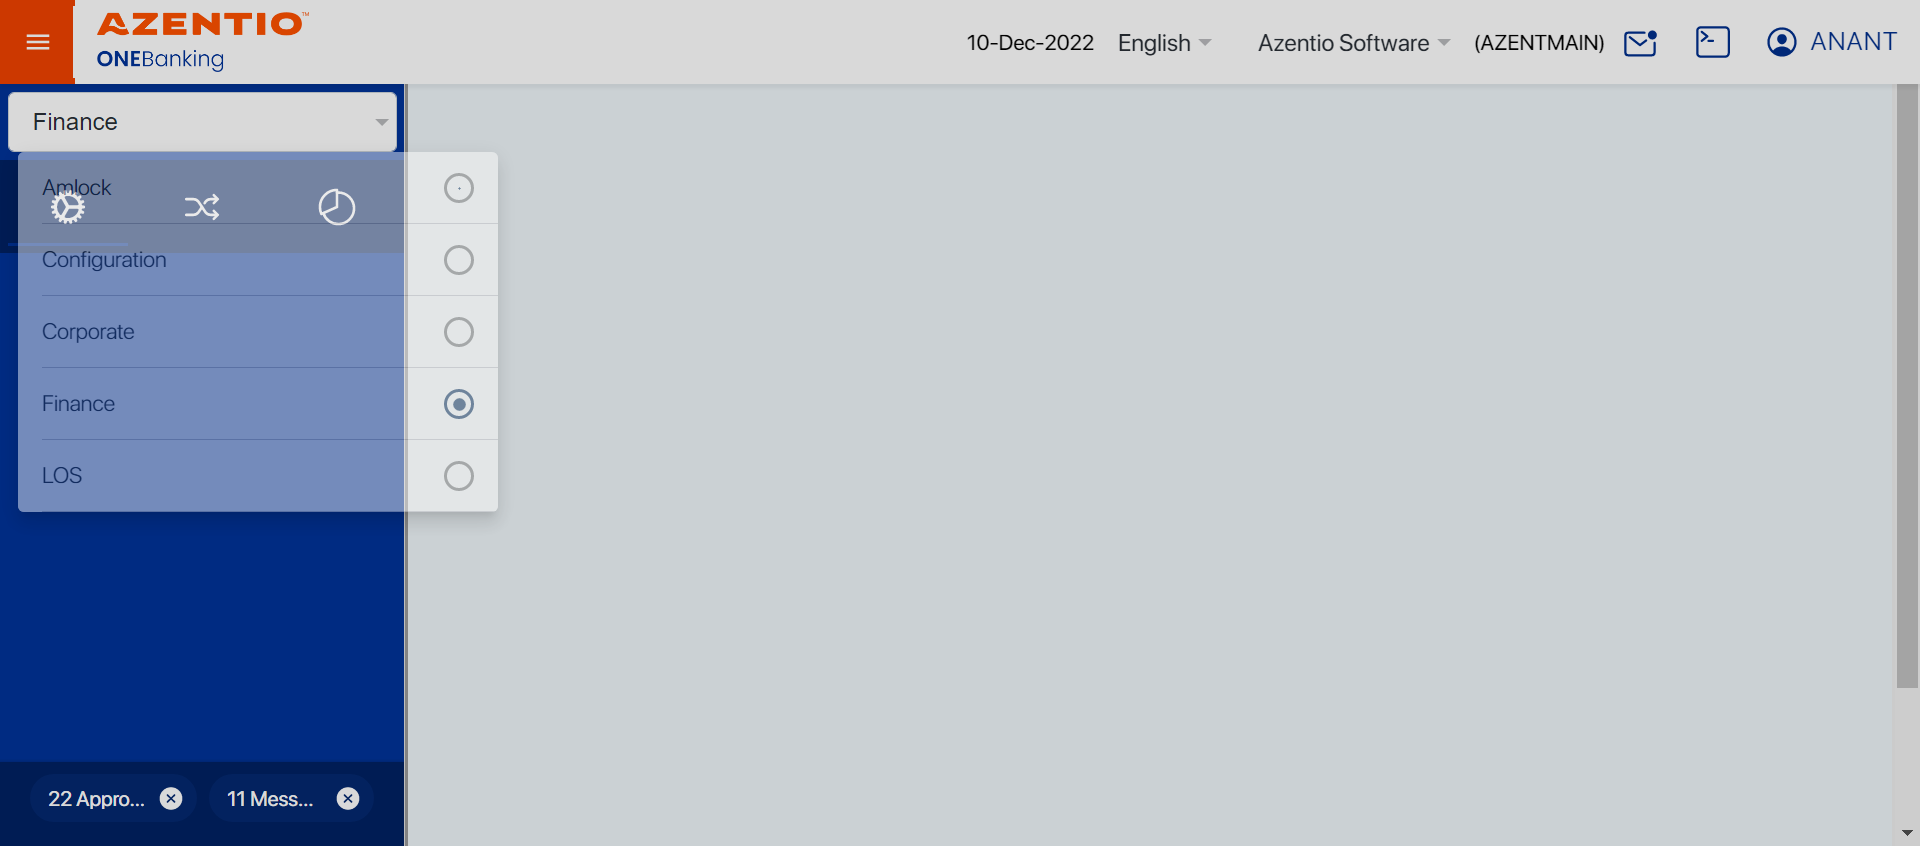 AZENTIO™
ONEBanking
10-Dec-2022 English Azentio Software (AZENTMAIN) ANANT
Finance
Amlock
Configuration
Corporate
Finance
LOS
22 Appro... 11 Mess...